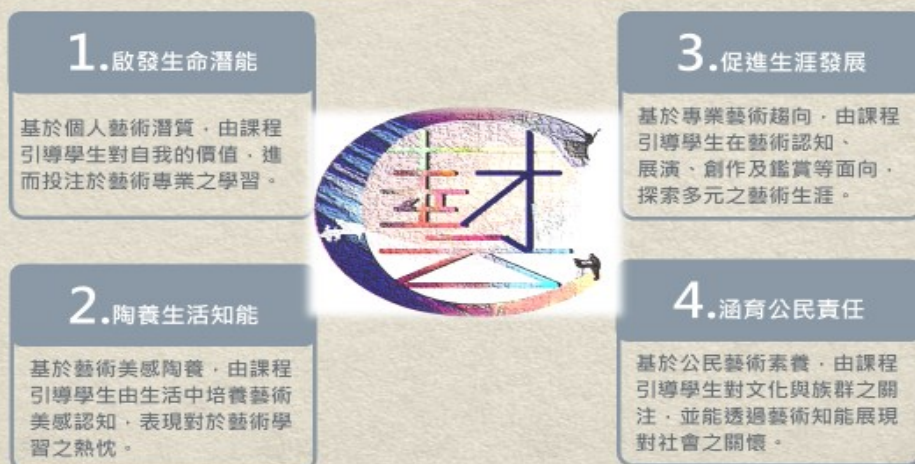 1.啟發生命潛能
基於個人藝術潛質，由課程
引導學生對自我的價值，進
而投注於藝術專業之學習。
2.陶養生活知能
基於藝術美感陶養，由課程
引導學生由生活中培養藝術
美感認知，表現對於藝術學
習之熱忱。
3.促進生涯發展
基於專業藝術趨向，由課程
引導學生在藝術認知、
展演、創作及鑑賞等面向，
探索多元之藝術生涯。
4.涵育公民責任
基於公民藝術素養，由課程
引導學生對文化與族群之關
注，並能透過藝術知能展現
對社會之關懷。